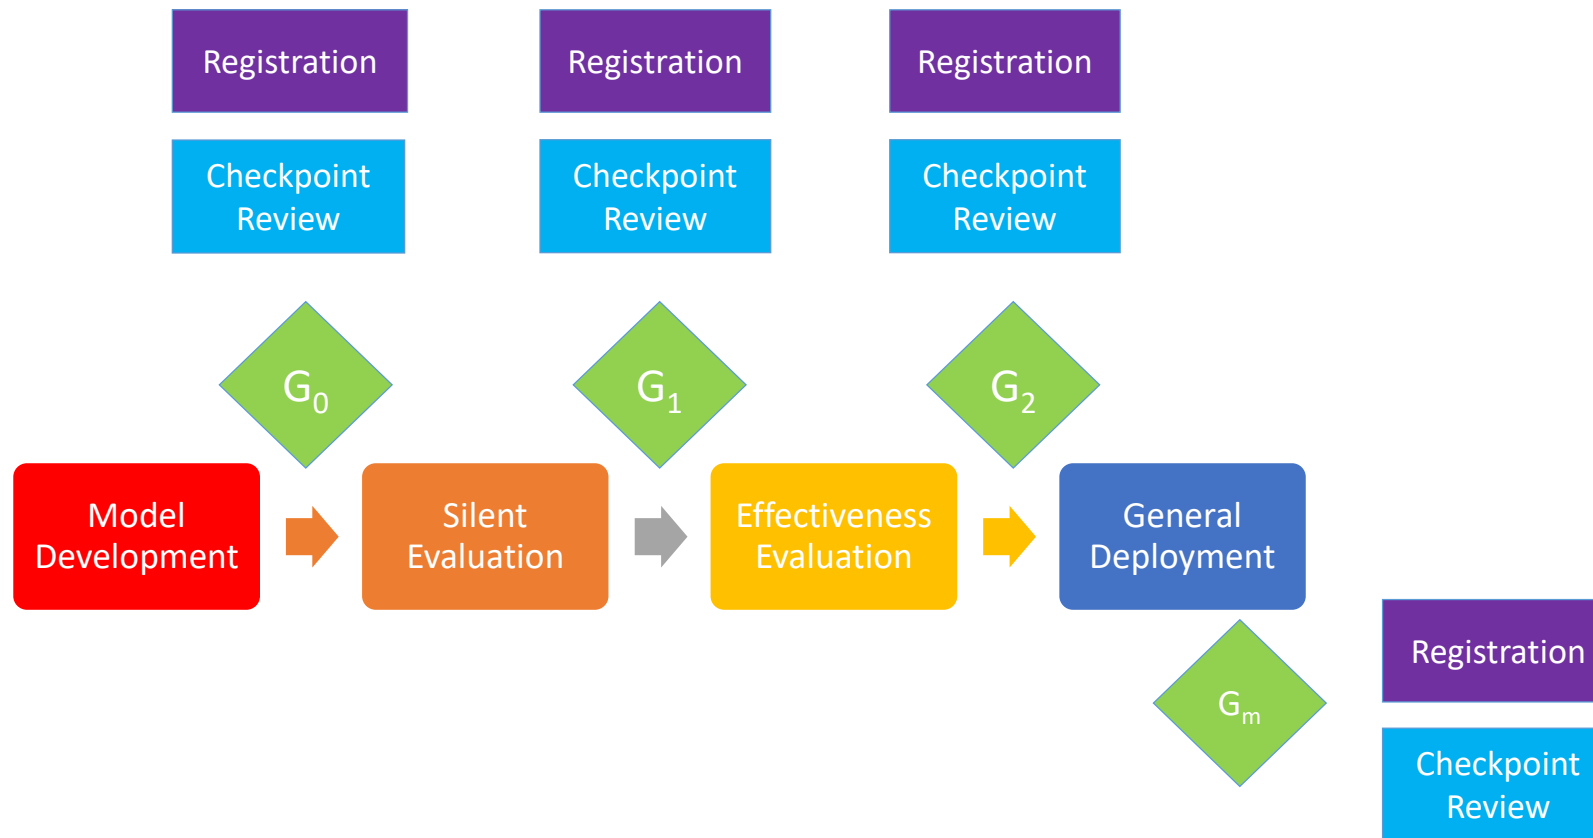 Registration
Registration
Registration
Checkpoint
Review
Checkpoint
Review
Checkpoint
Review
G₀
G₁
G₂
Model
Development
Silent
Evaluation
Effectiveness
Evaluation
General
Deployment
Registration
Gₘ
Checkpoint
Review